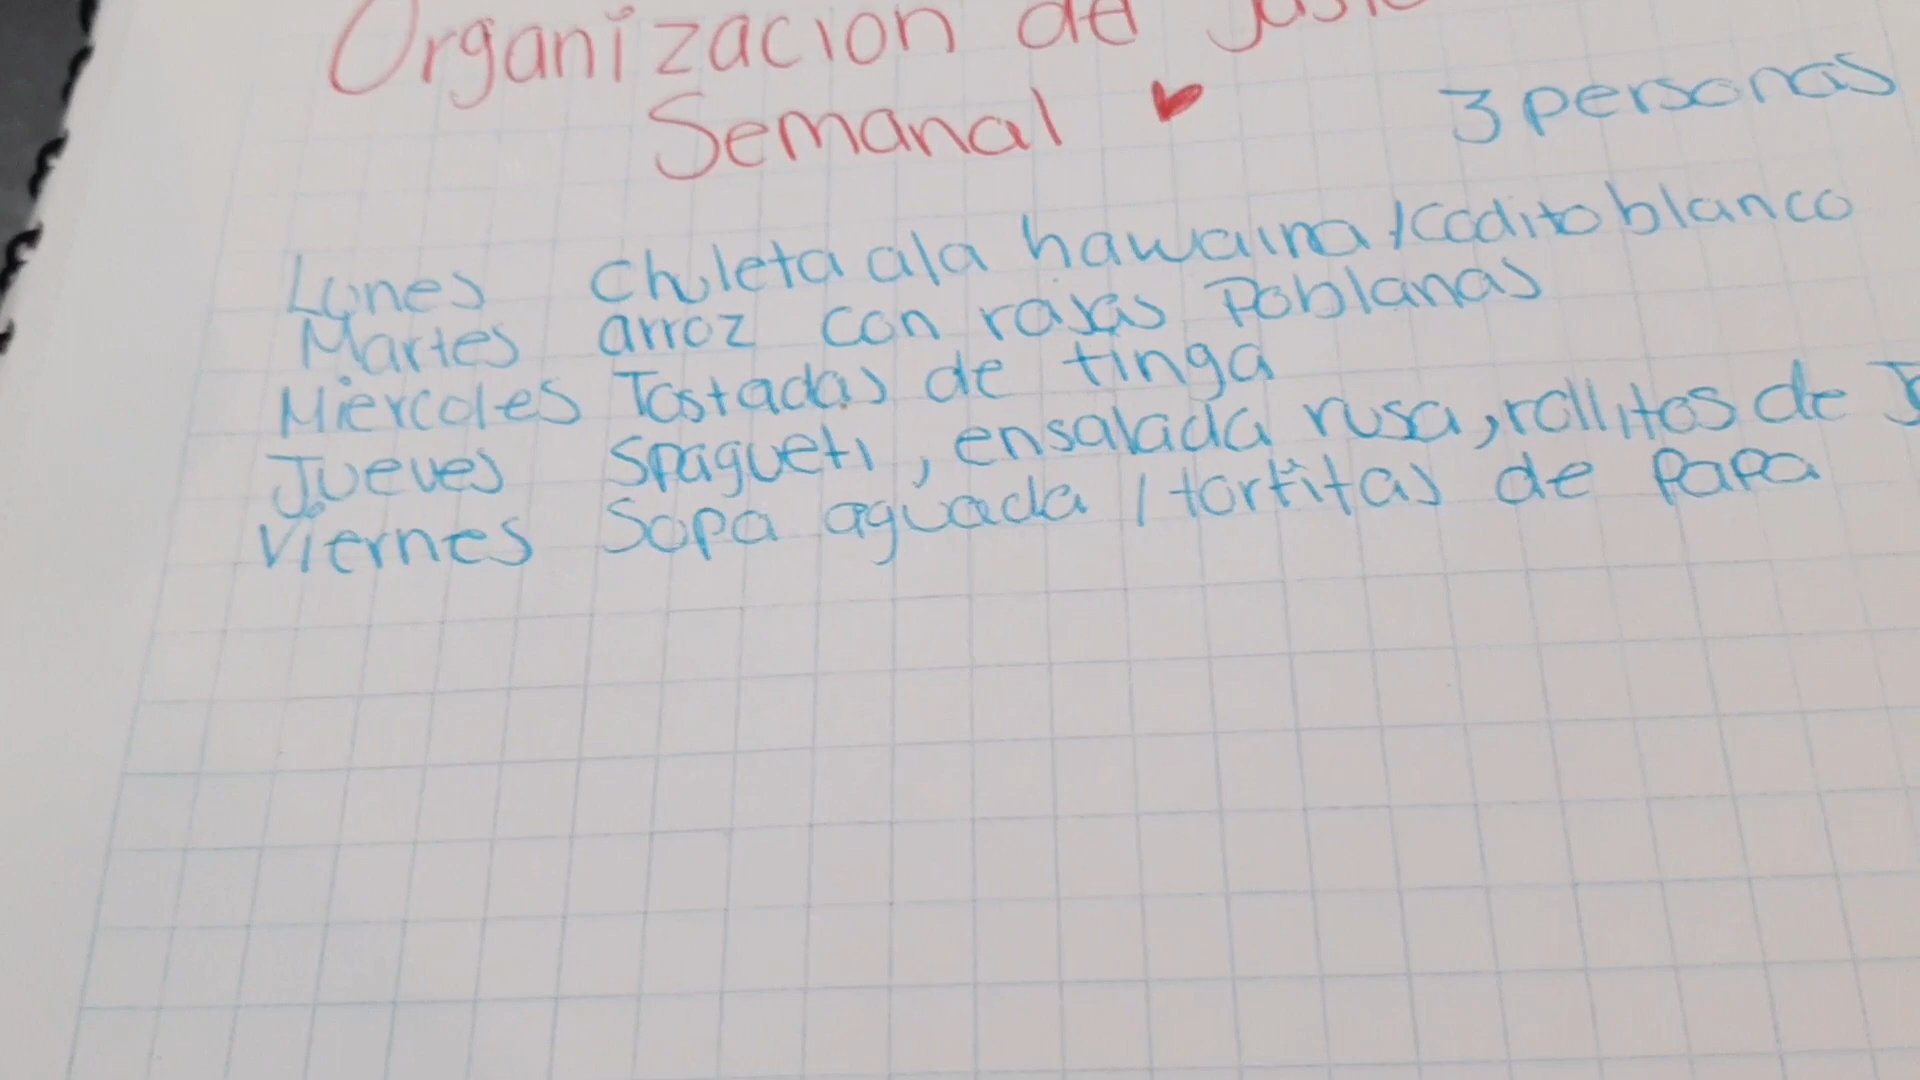 Organizacion de
Semanal
3 personas
Lunes chuleta ala hawaina / Codito blanco
Martes arroz con rajas Poblanas
Miercoles Tostadas de tinga
Jueves Spagueti, ensalada rusa, rollitos de
Viernes Sopa aguada / tortitas de papa